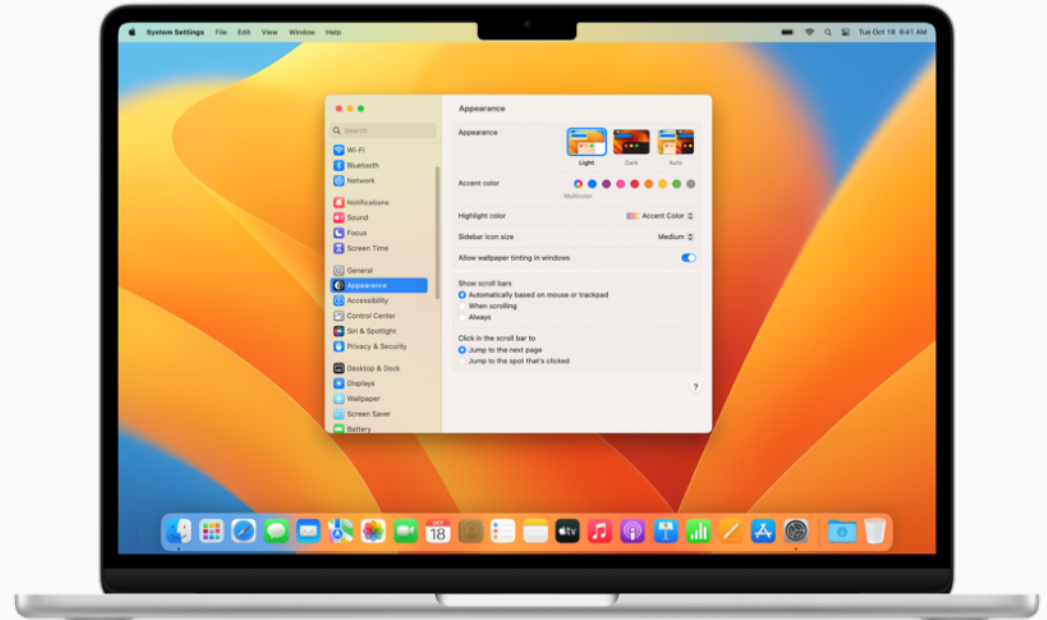 System Settings File Edit View Window Help Tue Oct 18 9:41 AM
Search
Wi-Fi
Bluetooth
Network
Notifications
Sound
Focus
Screen Time
General
Appearance
Accessibility
Control Center
Siri & Spotlight
Privacy & Security
Desktop & Dock
Displays
Wallpaper
Screen Saver
Battery
Appearance
Appearance
Light Dark Auto
Accent color
Multicolor
Highlight color Accent Color
Sidebar icon size Medium
Allow wallpaper tinting in windows
Show scroll bars
Automatically based on mouse or trackpad
When scrolling
Always
Click in the scroll bar to
Jump to the next page
Jump to the spot that's clicked
?
OCT
18
tv